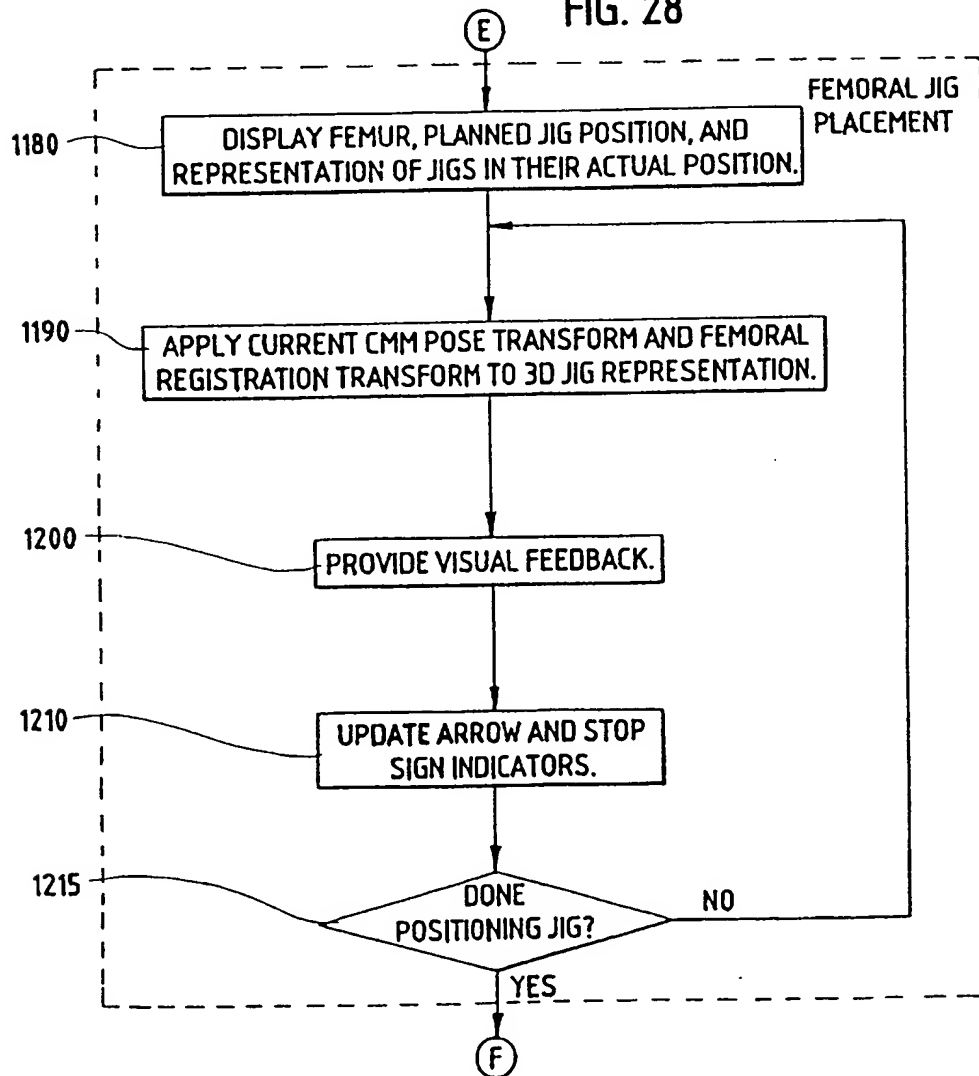 FIG. 28
E
FEMORAL JIG
PLACEMENT
1180
DISPLAY FEMUR, PLANNED JIG POSITION, AND
REPRESENTATION OF JIGS IN THEIR ACTUAL POSITION.
1190
APPLY CURRENT CMM POSE TRANSFORM AND FEMORAL
REGISTRATION TRANSFORM TO 3D JIG REPRESENTATION.
1200
PROVIDE VISUAL FEEDBACK.
1210
UPDATE ARROW AND STOP
SIGN INDICATORS.
1215
DONE
POSITIONING JIG?
NO
YES
F